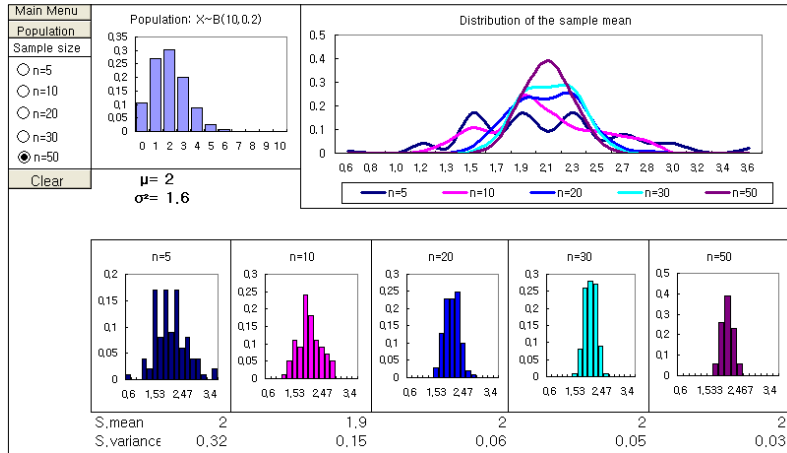 Main Menu
Population
Sample size
n=5
n=10
n=20
n=30
n=50
Clear
Population: X~B(10,0.2)
0,35
0,3
0,25
0,2
0,15
0,1
0,05
0
0 1 2 3 4 5 6 7 8 9 10
μ= 2
σ²= 1.6
Distribution of the sample mean
0.5
0.4
0.3
0.2
0.1
0
0,6 0,8 1,0 1,2 1,5 1,7 1,9 2,1 2,3 2,5 2,7 2,8 3,0 3,2 3,4 3,6
n=5 n=10 n=20 n=30 n=50
n=5
0,2
0,15
0,1
0,05
0
0,6 1,53 2,47 3,4
n=10
0,3
0,25
0,2
0,15
0,1
0,05
0
0,6 1,53 2,47 3,4
n=20
0,3
0,25
0,2
0,15
0,1
0,05
0
0,6 1,53 2,47 3,4
n=30
0,3
0,25
0,2
0,15
0,1
0,05
0
0,6 1,53 2,47 3,4
n=50
0,5
0,4
0,3
0,2
0,1
0
0,6 1,533 2,467 3,4
S,mean 2 1,9 2 2 2
S,variance 0,32 0,15 0,06 0,05 0,03